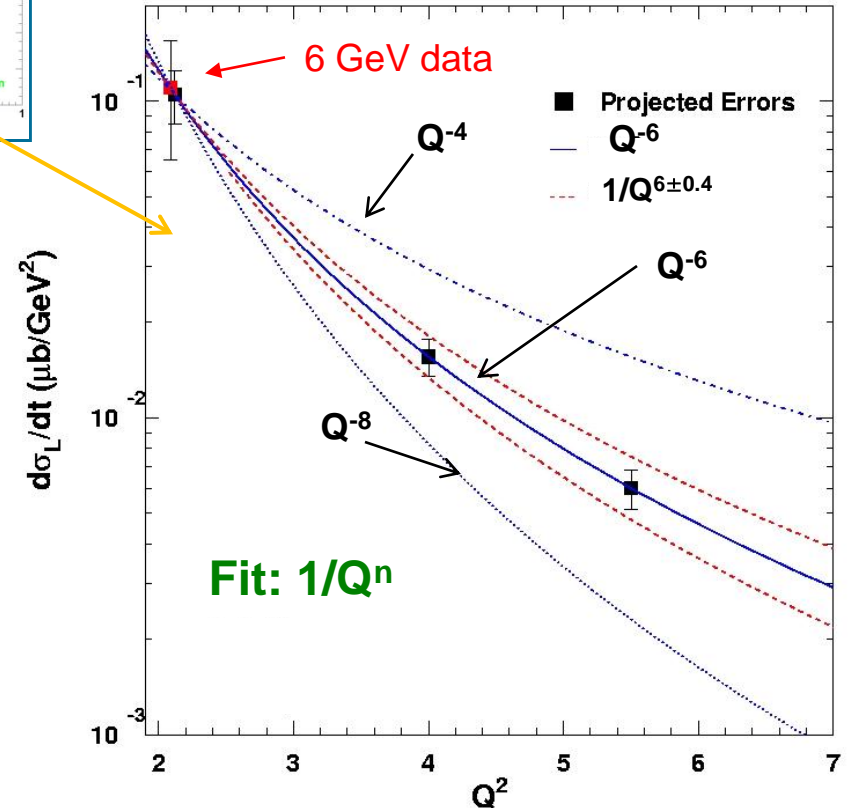 1
6 GeV data
Projected Errors
Q-6
1/Q6±0.4
Q-4
Q-6
Q-8
Fit: 1/Qn
dσL/dt (μb/GeV2)
10-1
10-2
10-3
2 3 4 5 6 7
Q2